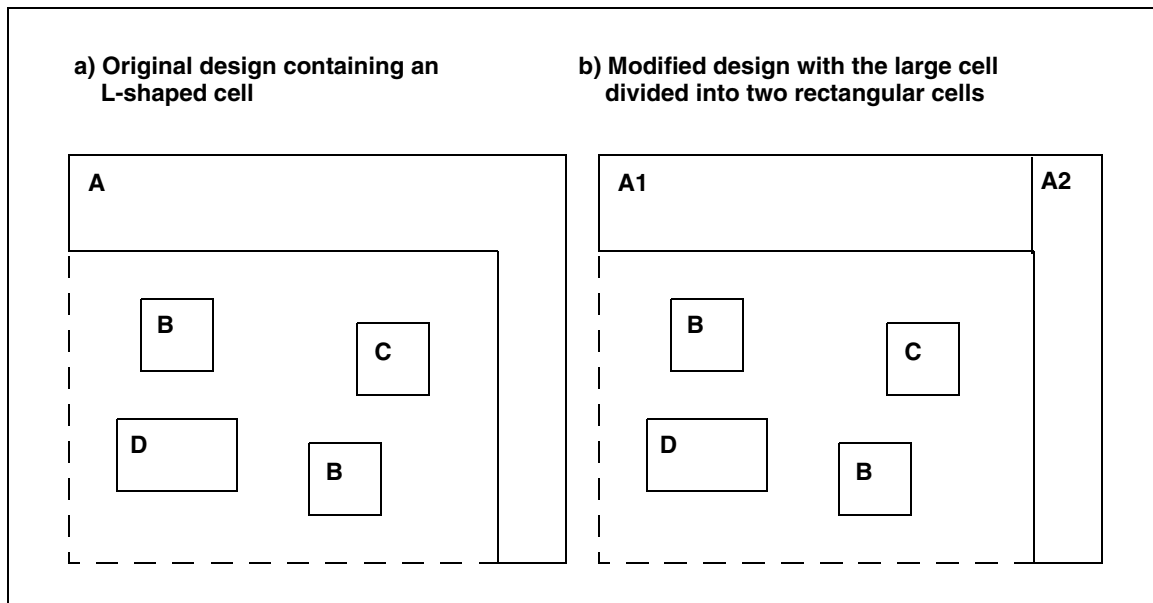 a) Original design containing an
L-shaped cell
b) Modified design with the large cell
divided into two rectangular cells
A
B
C
D
B
A1
A2
B
C
D
B